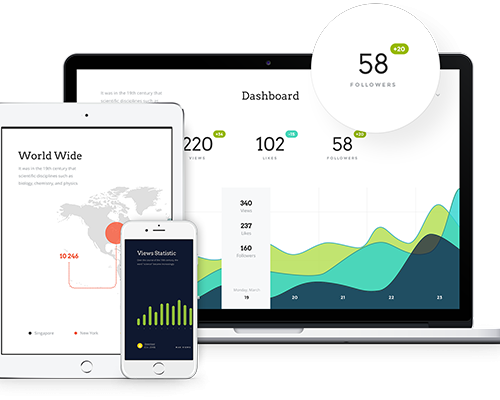 58
+20
FOLLOWERS
It was in the 19th century that
scientific disciplines such as
Dashboard
220
VIEWS
102
LIKES
58
+20
FOLLOWERS
340
Views
237
Likes
160
Followers
Monday, March
19
20
21
22
23
World Wide
It was in the 19th century that
scientific disciplines such as
biology, chemistry, and physics
10 246
Singapore
New York
Views Statistic